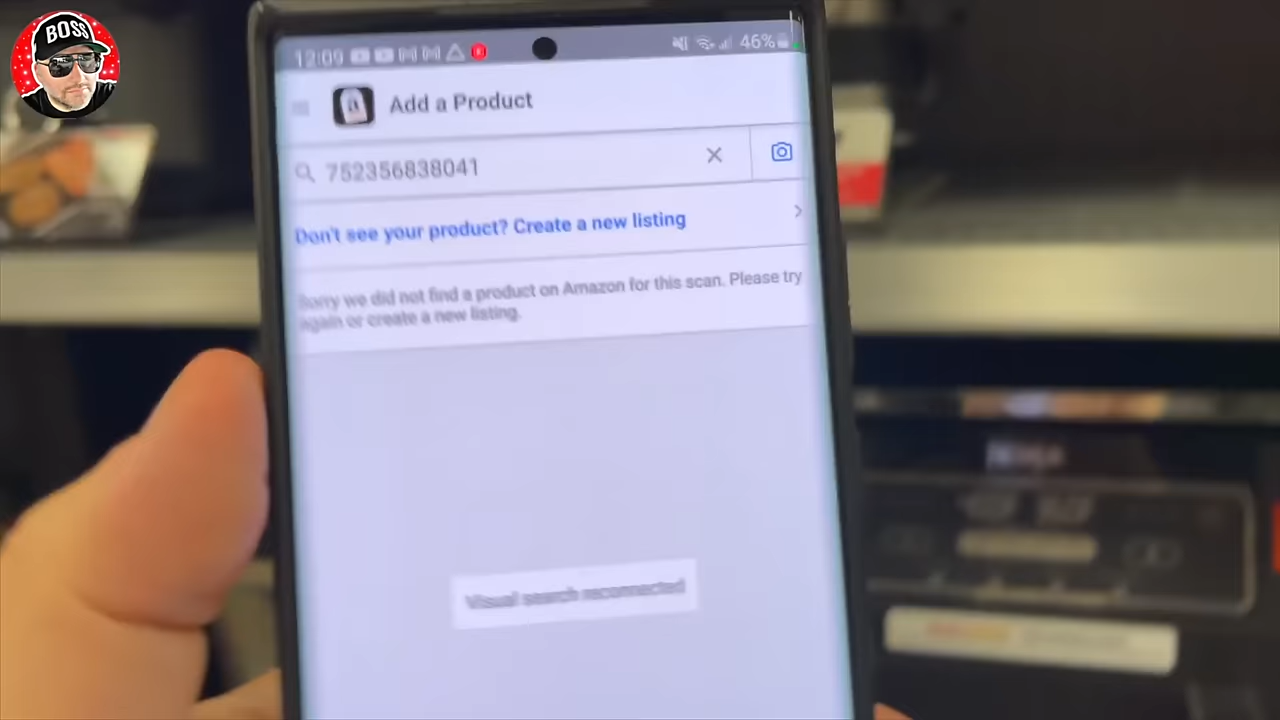 BOSS
12:09
46%
Add a Product
752356838041
Don't see your product? Create a new listing
Sorry we did not find a product on Amazon for this scan. Please try
again or create a new listing.
Visual search reconnected